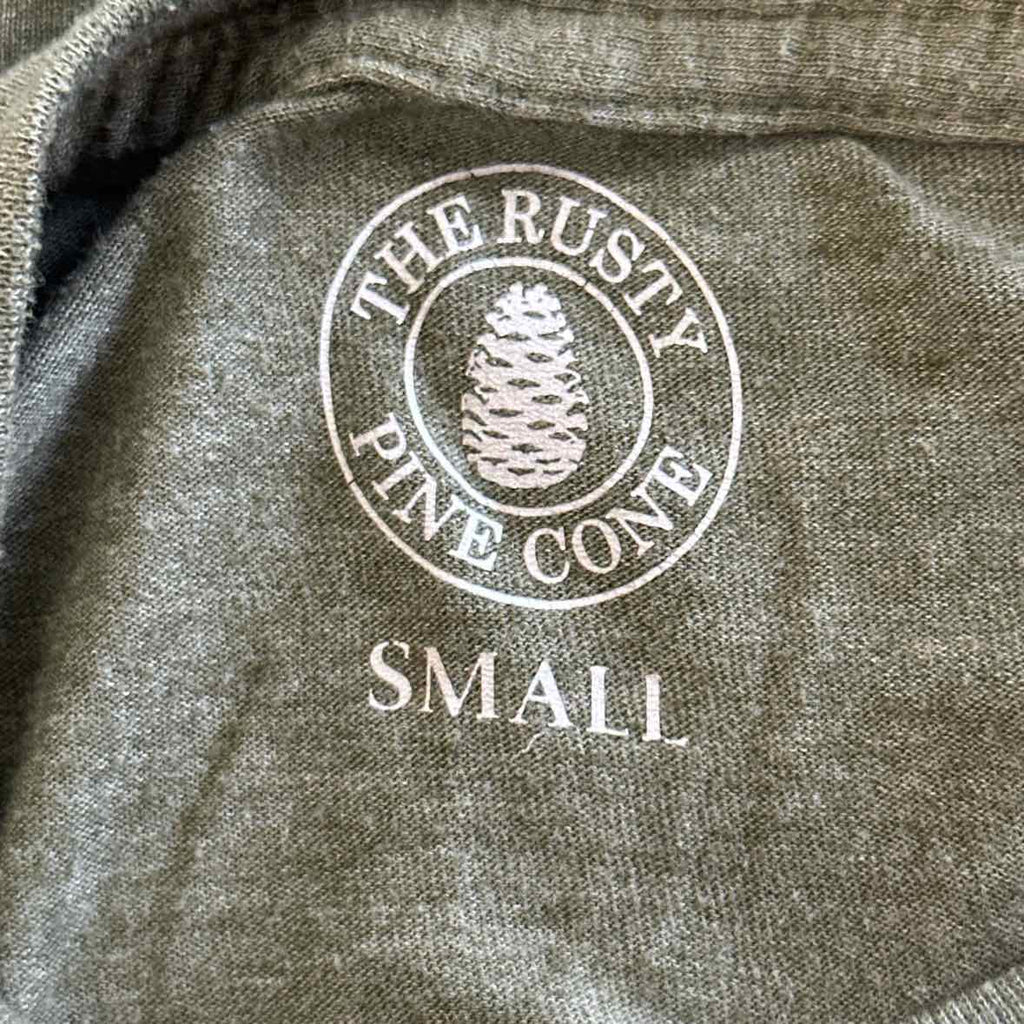 THE RUSTY
PINE CONE
SMALL